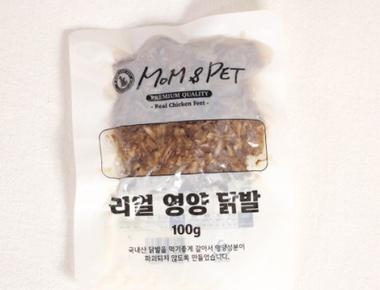 MOM & PET
PREMIUM QUALITY
- Real Chicken Feet -
리얼 영양 닭발
100g
국내산 닭발을 먹기좋게 갈아서 영양성분이
파괴되지 않도록 만들었습니다.